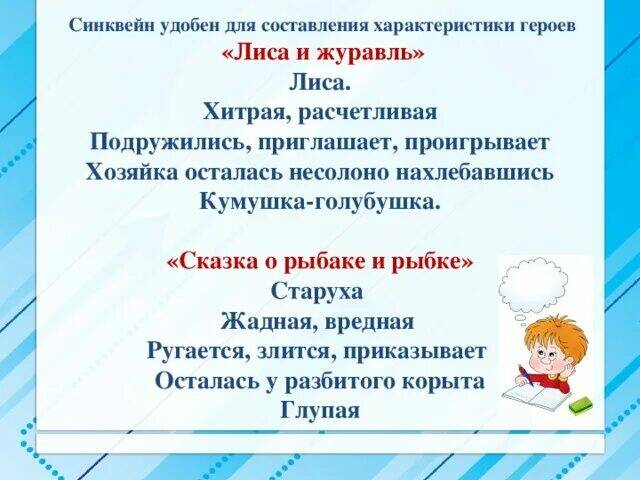 Синквейн удобен для составления характеристики героев
«Лиса и журавль»
Лиса.
Хитрая, расчетливая
Подружились, приглашает, проигрывает
Хозяйка осталась несолоно нахлебавшись
Кумушка-голубушка.
«Сказка о рыбаке и рыбке»
Старуха
Жадная, вредная
Ругается, злится, приказывает
Осталась у разбитого корыта
Глупая